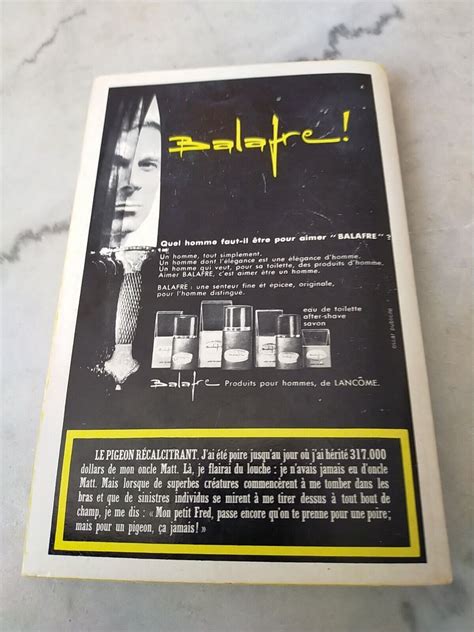 Balafre!
Quel homme faut-il être pour aimer "BALAFRE"?
Un homme, tout simplement.
Un homme dont l'élégance est une élégance d'homme.
Un homme qui veut, pour sa toilette, des produits d'homme.
Aimer BALAFRE, c'est aimer être un homme.
BALAFRE : une senteur fine et épicée, originale,
pour l'homme distingué.
eau de toilette
after-shave
savon
Balafre Produits pour hommes, de LANCÔME.
LE PIGEON RÉCALCITRANT. J'ai été poire jusqu'au jour où j'ai hérité 317.000
dollars de mon oncle Matt. Là, je flairai du louche : je n'avais jamais eu d'oncle
Matt. Mais lorsque de superbes créatures commencèrent à me tomber dans les
bras et que de sinistres individus se mirent à me tirer dessus à tout bout de
champ, je me dis : « Mon petit Fred, passe encore qu'on te prenne pour une poire;
mais pour un pigeon, ça jamais! »